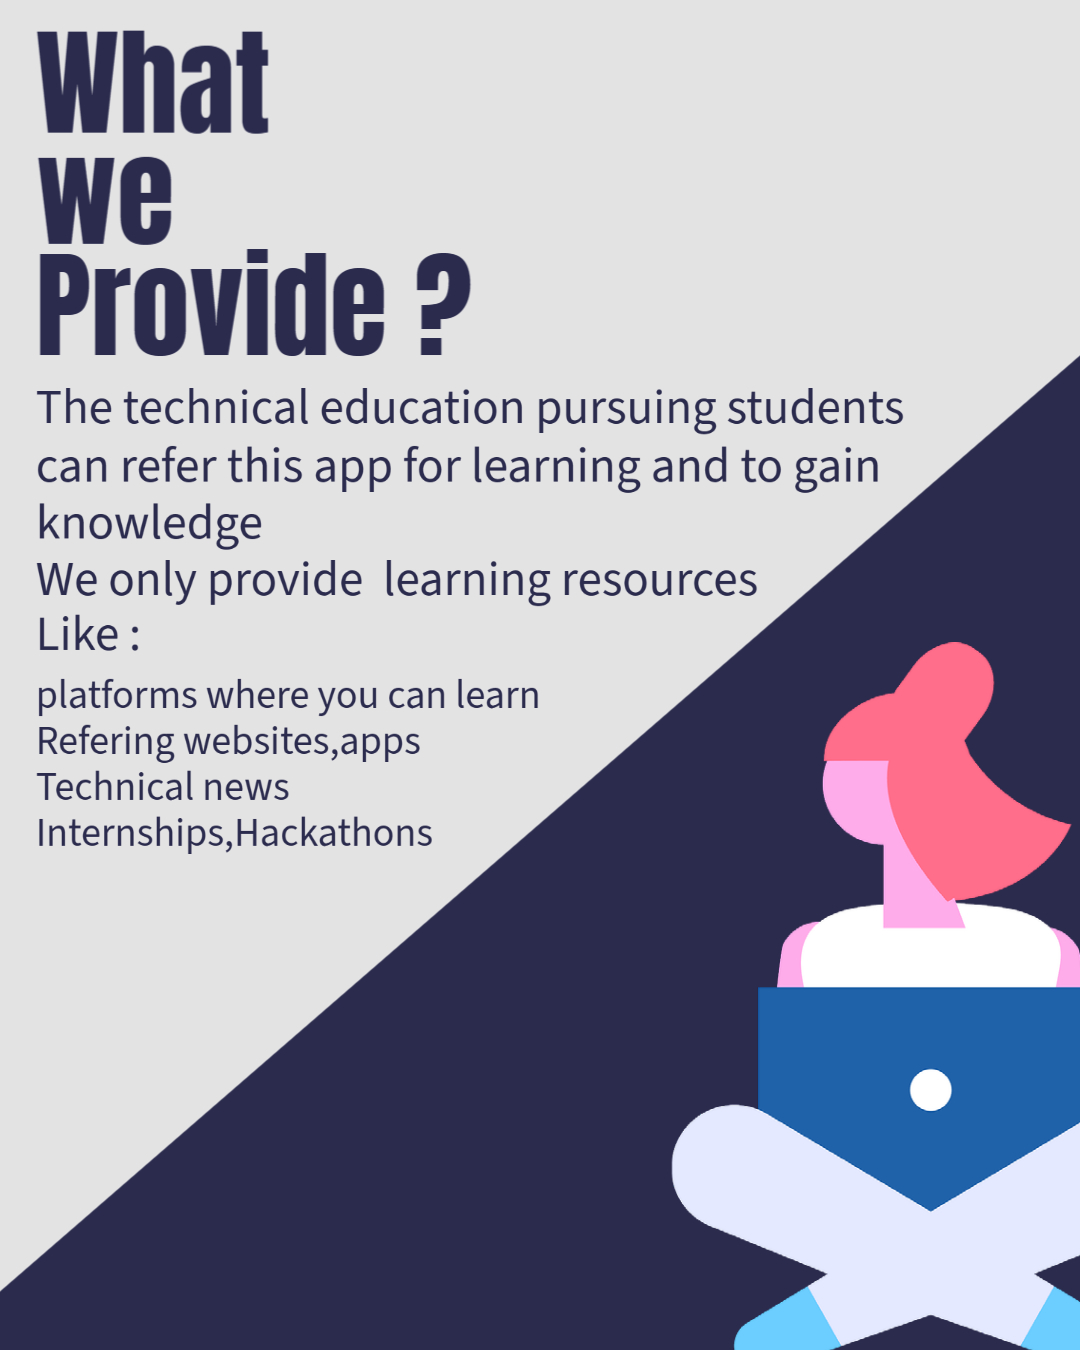 What
we
Provide ?
The technical education pursuing students
can refer this app for learning and to gain
knowledge
We only provide  learning resources
Like :
platforms where you can learn
Refering websites,apps
Technical news
Internships,Hackathons